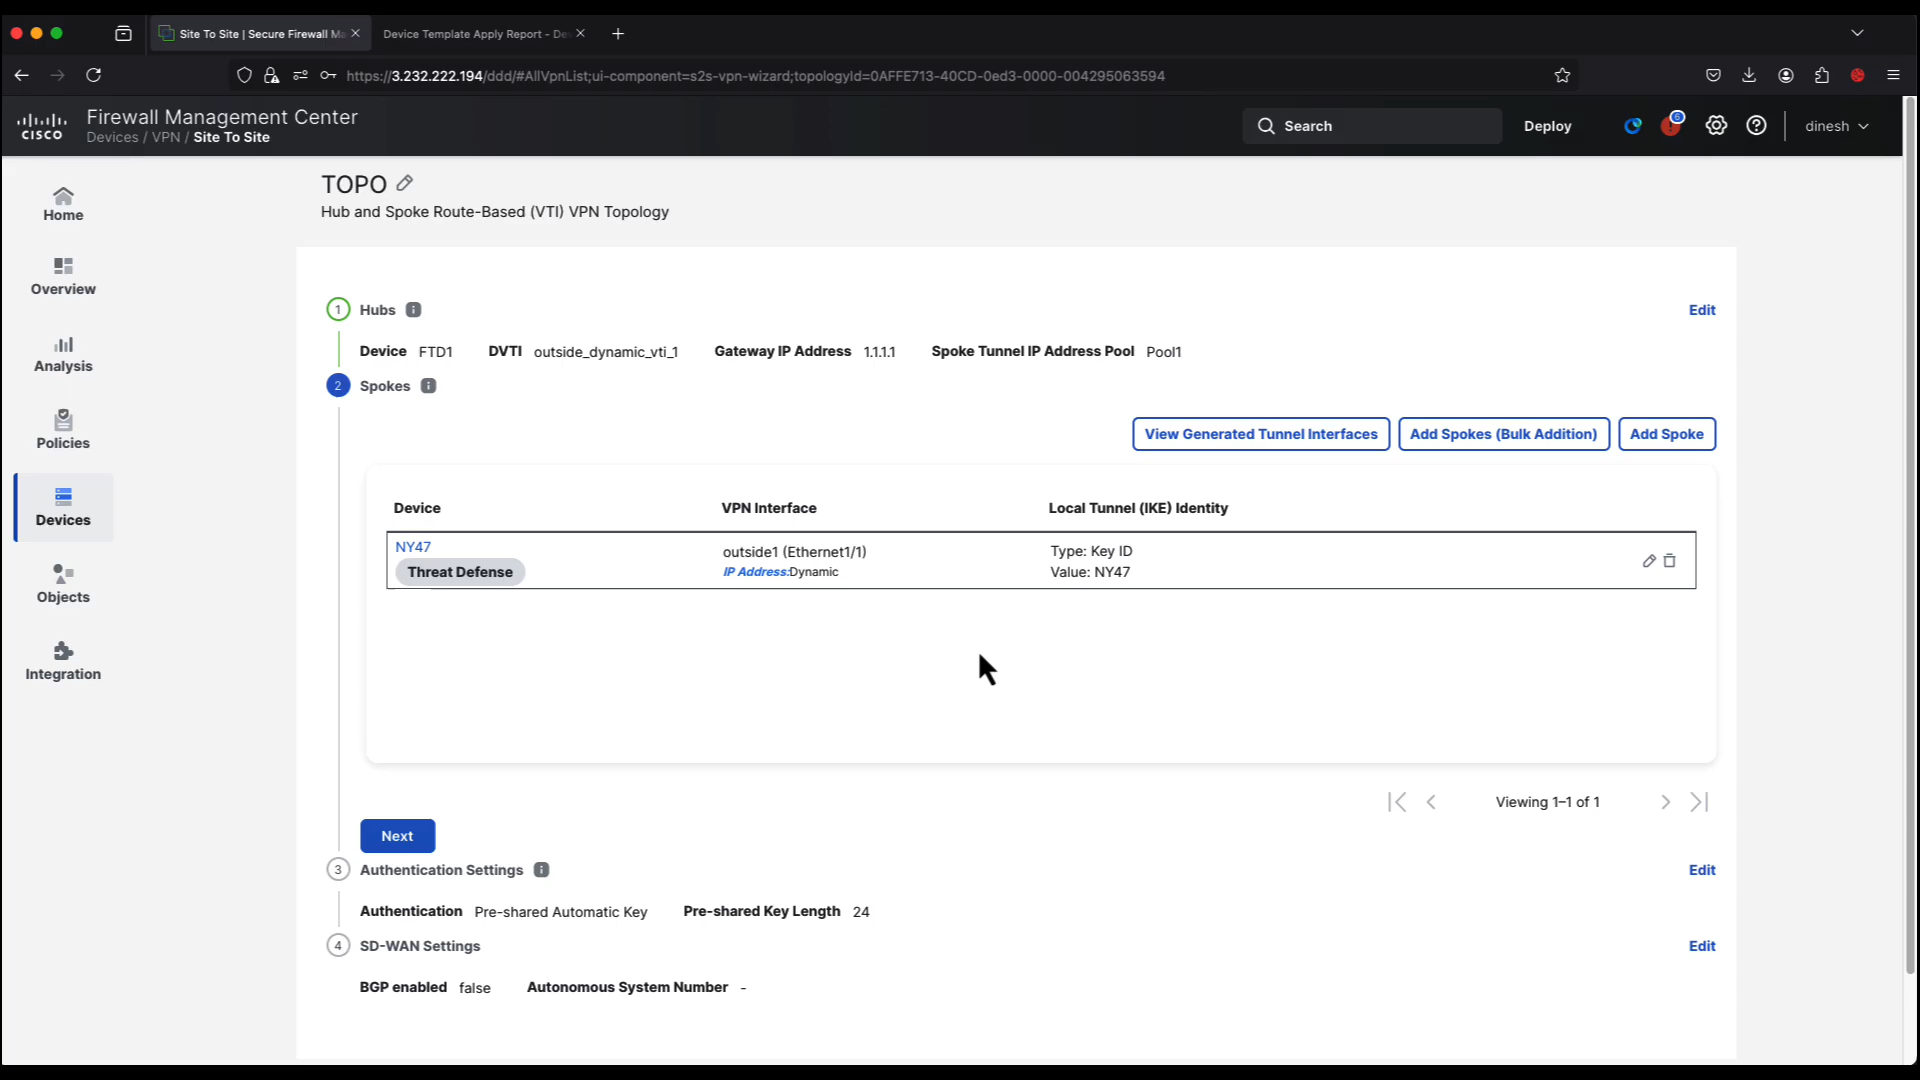 Site To Site | Secure Firewall Ma
Device Template Apply Report - De
https://3.232.222.194/ddd/#AllVpnList;ui-component=s2s-vpn-wizard;topologyId=0AFFE713-40CD-0ed3-0000-004295063594
CISCO
Firewall Management Center
Devices / VPN / Site To Site
Search
Deploy
6
dinesh
Home
Overview
Analysis
Policies
Devices
Objects
Integration
TOPO
Hub and Spoke Route-Based (VTI) VPN Topology
1 Hubs i Edit
Device FTD1 DVTI outside_dynamic_vti_1 Gateway IP Address 1.1.1.1 Spoke Tunnel IP Address Pool Pool1
2 Spokes i
View Generated Tunnel Interfaces Add Spokes (Bulk Addition) Add Spoke
Device VPN Interface Local Tunnel (IKE) Identity
NY47 outside1 (Ethernet1/1) Type: Key ID
Threat Defense IP Address:Dynamic Value: NY47
Viewing 1–1 of 1
Next
3 Authentication Settings i Edit
Authentication Pre-shared Automatic Key Pre-shared Key Length 24
4 SD-WAN Settings Edit
BGP enabled false Autonomous System Number -